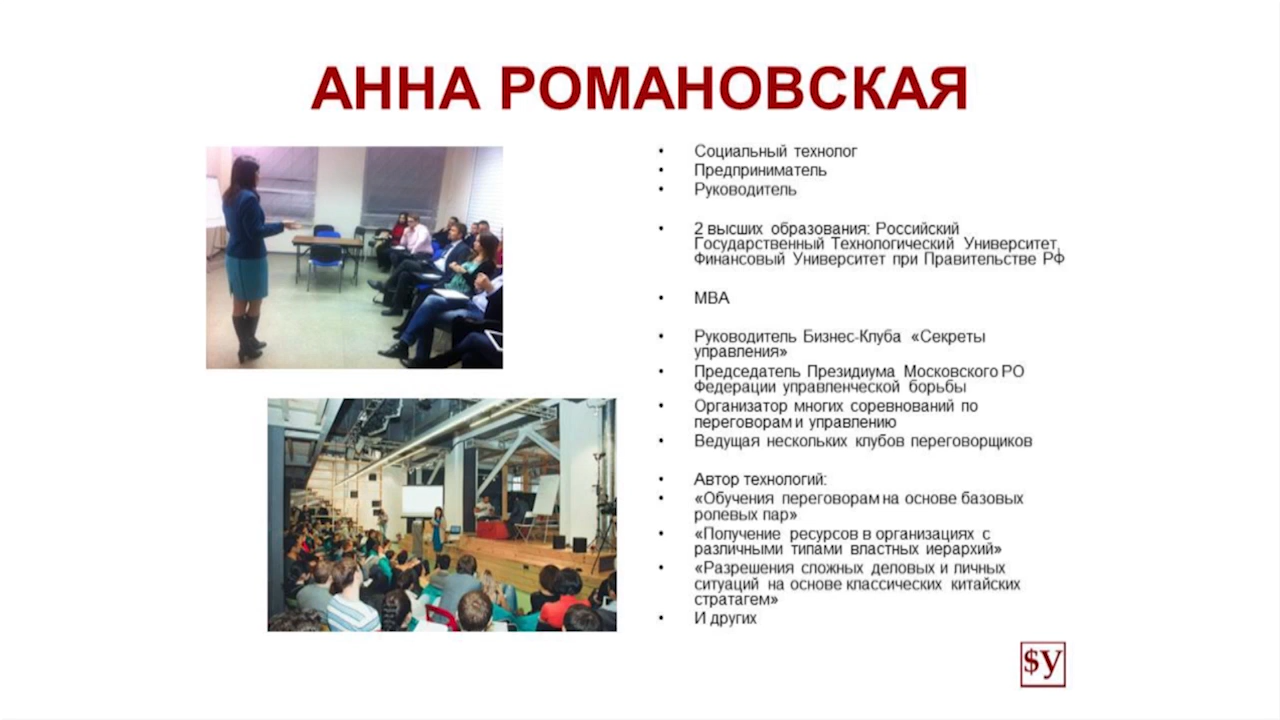 АННА РОМАНОВСКАЯ
• Социальный технолог
• Предприниматель
• Руководитель
• 2 высших образования: Российский
Государственный Технологический Университет,
Финансовый Университет при Правительстве РФ
• MBA
• Руководитель Бизнес-Клуба «Секреты
управления»
• Председатель Президиума Московского РО
Федерации управленческой борьбы
• Организатор многих соревнований по
переговорам и управлению
• Ведущая нескольких клубов переговорщиков
• Автор технологий:
• «Обучения переговорам на основе базовых
ролевых пар»
• «Получение ресурсов в организациях с
различными типами властных иерархий»
• «Разрешения сложных деловых и личных
ситуаций на основе классических китайских
стратагем»
• И других
$У